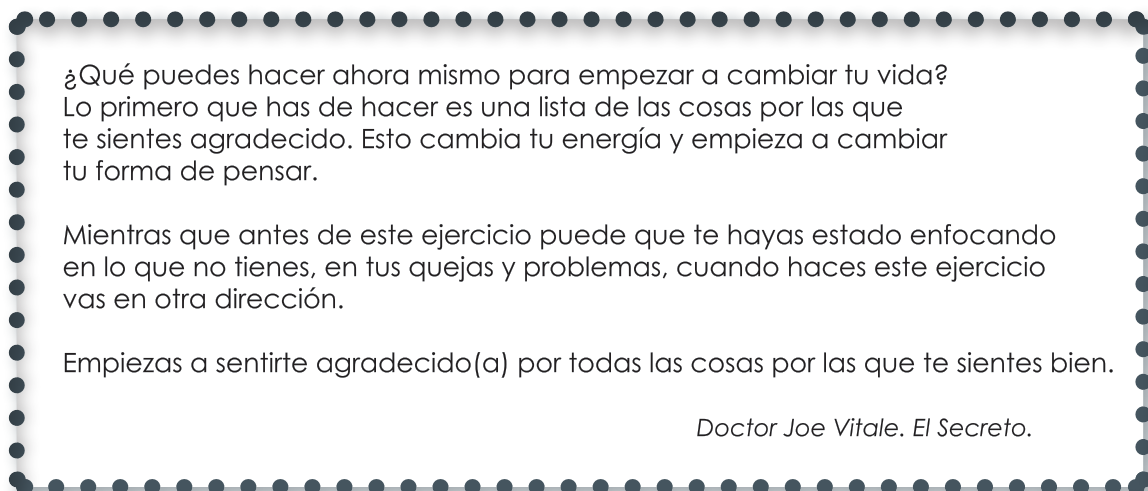 ¿Qué puedes hacer ahora mismo para empezar a cambiar tu vida?
Lo primero que has de hacer es una lista de las cosas por las que
te sientes agradecido. Esto cambia tu energía y empieza a cambiar
tu forma de pensar.
Mientras que antes de este ejercicio puede que te hayas estado enfocando
en lo que no tienes, en tus quejas y problemas, cuando haces este ejercicio
vas en otra dirección.
Empiezas a sentirte agradecido(a) por todas las cosas por las que te sientes bien.
Doctor Joe Vitale. El Secreto.